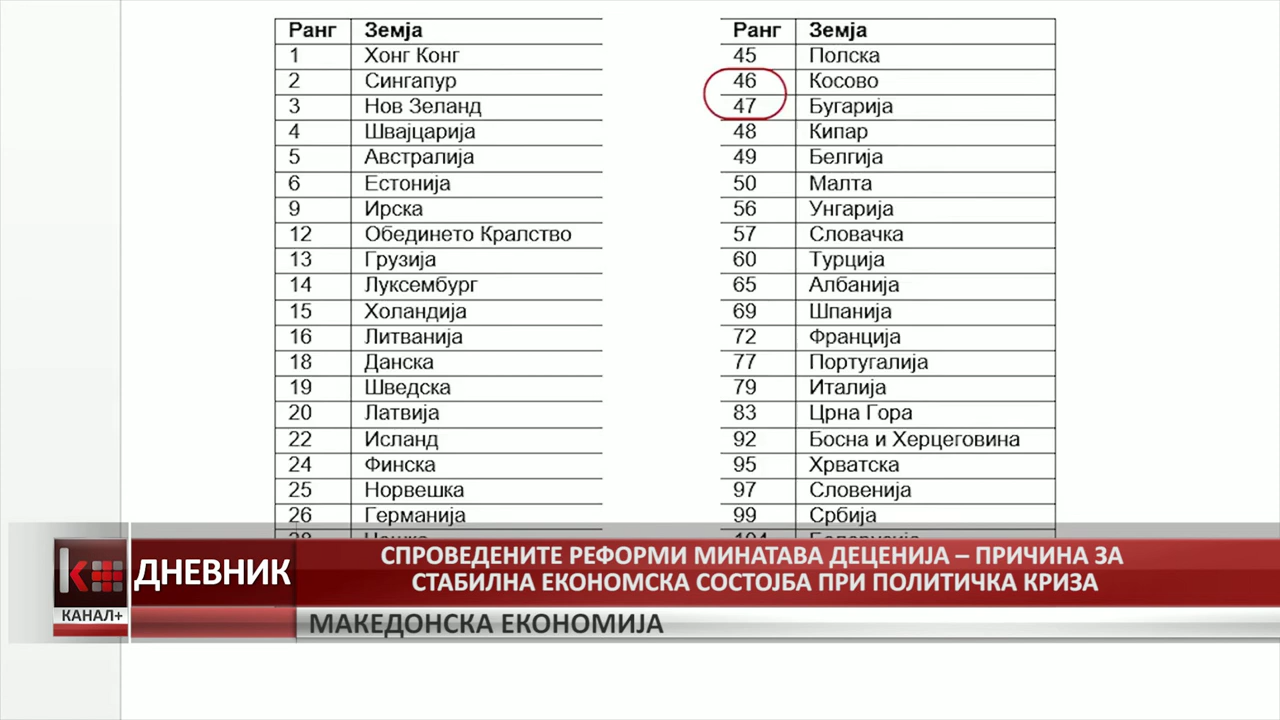 Ранг Земја
1 Хонг Конг
2 Сингапур
3 Нов Зеланд
4 Швајцарија
5 Австралија
6 Естонија
9 Ирска
12 Обединето Кралство
13 Грузија
14 Луксембург
15 Холандија
16 Литванија
18 Данска
19 Шведска
20 Латвија
22 Исланд
24 Финска
25 Норвешка
26 Германија
Ранг Земја
45 Полска
46 Косово
47 Бугарија
48 Кипар
49 Белгија
50 Малта
56 Унгарија
57 Словачка
60 Турција
65 Албанија
69 Шпанија
72 Франција
77 Португалија
79 Италија
83 Црна Гора
92 Босна и Херцеговина
95 Хрватска
97 Словенија
99 Србија
ДНЕВНИК
КАНАЛ+
СПРОВЕДЕНИТЕ РЕФОРМИ МИНАТАВА ДЕЦЕНИЈА – ПРИЧИНА ЗА
СТАБИЛНА ЕКОНОМСКА СОСТОЈБА ПРИ ПОЛИТИЧКА КРИЗА
МАКЕДОНСКА ЕКОНОМИЈА